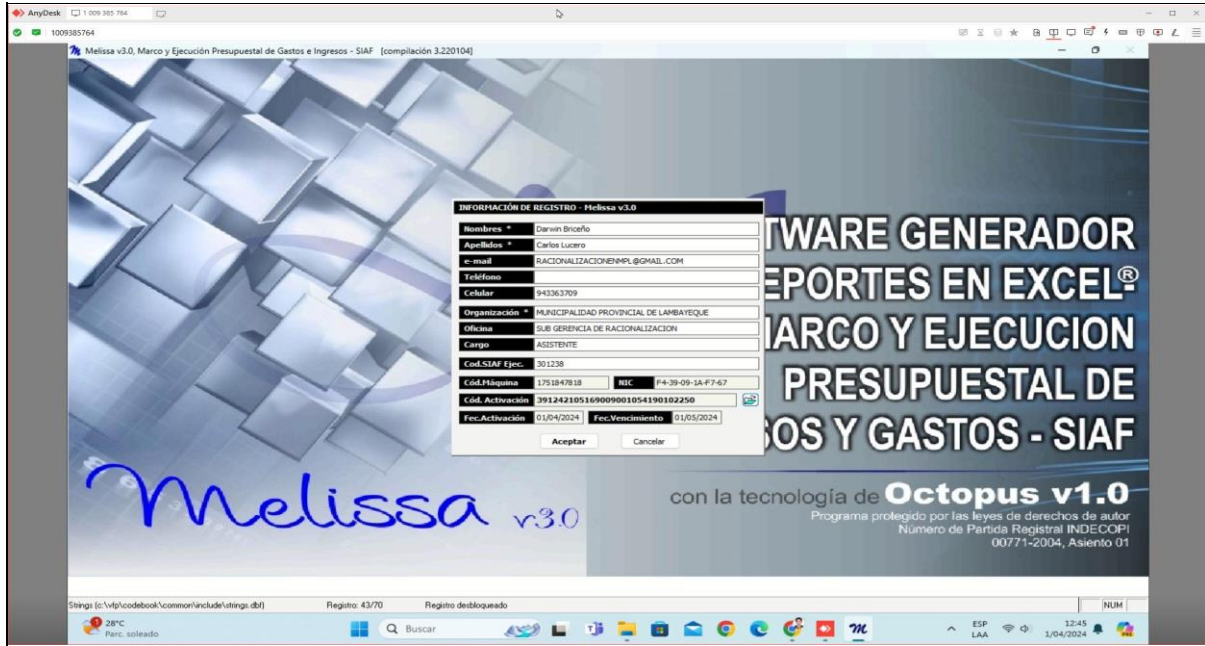 AnyDesk
1 009 385 764
1009385764
Melissa v3.0, Marco y Ejecución Presupuestal de Gastos e Ingresos - SIAF [compilación 3.220104]
INFORMACIÓN DE REGISTRO - Melissa v3.0
Nombres * Darwin Briceño
Apellidos * Carlos Lucero
e-mail RACIONALIZACIONENMPL@GMAIL.COM
Teléfono
Celular 943363709
Organización * MUNICIPALIDAD PROVINCIAL DE LAMBAYEQUE
Oficina SUB GERENCIA DE RACIONALIZACION
Cargo ASISTENTE
Cod.SIAF Ejec. 301238
Cód.Máquina 1751847818 NIC F4-39-09-1A-F7-67
Cód. Activación 391242105169009001054190102250
Fec.Activación 01/04/2024 Fec.Vencimiento 01/05/2024
Aceptar Cancelar
TWARE GENERADOR
EPORTES EN EXCEL®
ARCO Y EJECUCION
PRESUPUESTAL DE
SOS Y GASTOS - SIAF
Melissa v3.0
con la tecnología de Octopus v1.0
Programa protegido por las leyes de derechos de autor
Número de Partida Registral INDECOPI
00771-2004, Asiento 01
Strings (c:\vfp\codebook\common\include\strings.dbf) Registro: 43/70 Registro desbloqueado NUM
28°C
Parc. soleado
Buscar
ESP
LAA
12:45
1/04/2024